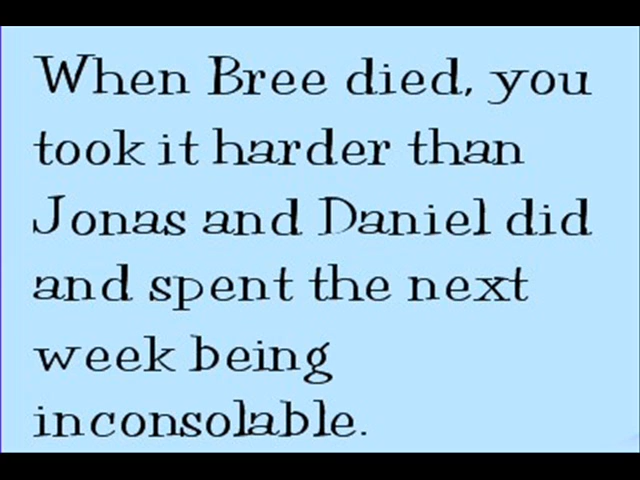 When Bree died, you
took it harder than
Jonas and Daniel did
and spent the next
week being
inconsolable.